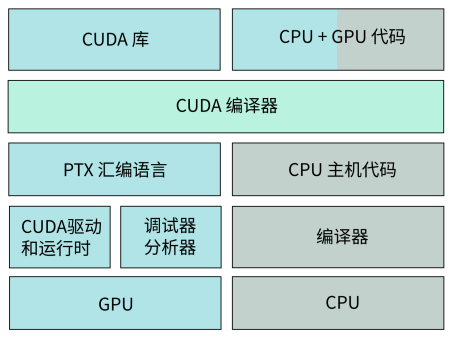 CUDA 库
CPU + GPU 代码
CUDA 编译器
PTX 汇编语言
CPU 主机代码
CUDA驱动
和运行时
调试器
分析器
编译器
GPU
CPU